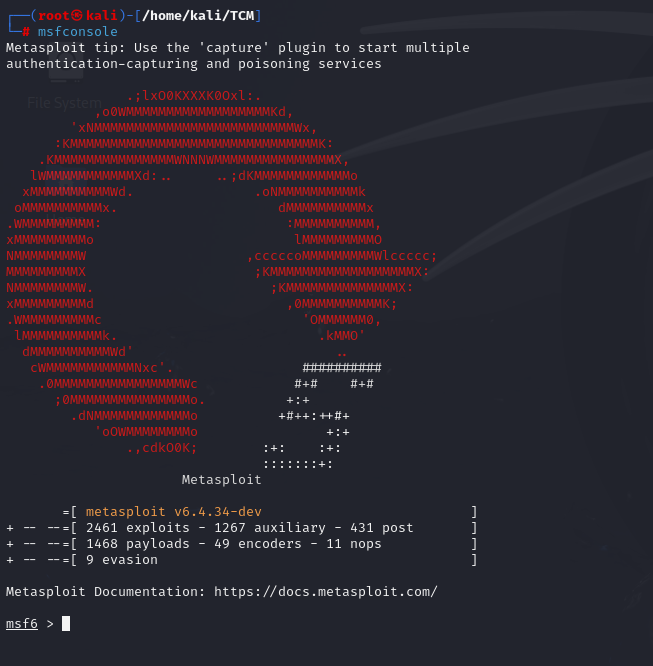 ┌──(root㉿kali)-[/home/kali/TCM]
└─# msfconsole
Metasploit tip: Use the 'capture' plugin to start multiple
authentication-capturing and poisoning services
File System
               .;lxO0KXXXK0Oxl:.
           ,o0WMMMMMMMMMMMMMMMMMMKd,
        'xNMMMMMMMMMMMMMMMMMMMMMMMMMWx,
      :KMMMMMMMMMMMMMMMMMMMMMMMMMMMMMMMK:
    .KMMMMMMMMMMMMMMMWNNNWMMMMMMMMMMMMMMMX,
   lWMMMMMMMMMMMXd:..     ..;dKMMMMMMMMMMMMo
  xMMMMMMMMMMWd.               .oNMMMMMMMMMMk
 oMMMMMMMMMMx.                    dMMMMMMMMMMx
.WMMMMMMMMM:                       :MMMMMMMMMM,
xMMMMMMMMMo                         lMMMMMMMMMO
NMMMMMMMMW                    ,cccccoMMMMMMMMMWlccccc;
MMMMMMMMMX                     ;KMMMMMMMMMMMMMMMMMMX:
NMMMMMMMMW.                      ;KMMMMMMMMMMMMMMX:
xMMMMMMMMMd                        ,0MMMMMMMMMMK;
.WMMMMMMMMMc                         'OMMMMMM0,
 lMMMMMMMMMMk.                         .kMMO'
  dMMMMMMMMMMWd'                         ..
   cWMMMMMMMMMMMNxc'.                ##########
    .0MMMMMMMMMMMMMMMMWc            #+#    #+#
      ;0MMMMMMMMMMMMMMMo.          +:+
        .dNMMMMMMMMMMMMo          +#++:++#+
           'oOWMMMMMMMMo                +:+
               .,cdkO0K;        :+:    :+:
                                :::::::+:
                      Metasploit
       =[ metasploit v6.4.34-dev                          ]
+ -- --=[ 2461 exploits - 1267 auxiliary - 431 post       ]
+ -- --=[ 1468 payloads - 49 encoders - 11 nops           ]
+ -- --=[ 9 evasion                                       ]
Metasploit Documentation: https://docs.metasploit.com/
msf6 >